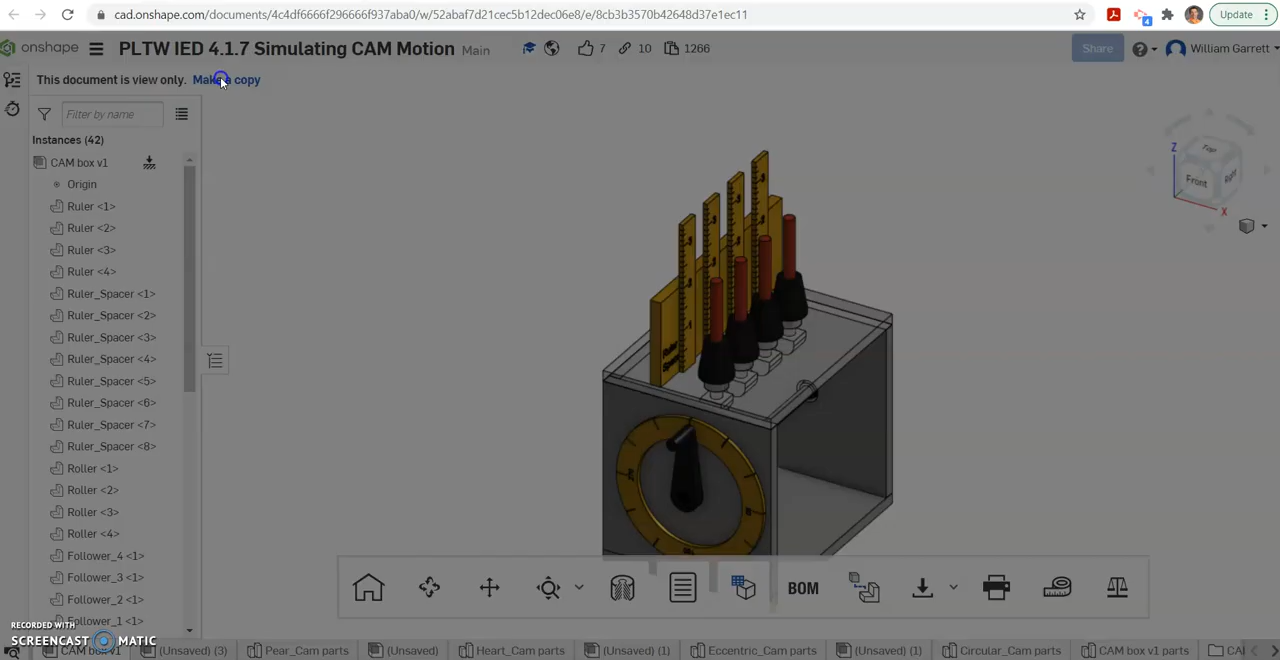 cad.onshape.com/documents/4c4df6666f296666f937aba0/w/52abaf7d21cec5b12dec06e8/e/8cb3b3570b42648d37e1ec11
Update
onshape PLTW IED 4.1.7 Simulating CAM Motion Main 7 10 1266 Share William Garrett
This document is view only. Make a copy
Filter by name
Instances (42)
CAM box v1
Origin
Ruler <1>
Ruler <2>
Ruler <3>
Ruler <4>
Ruler_Spacer <1>
Ruler_Spacer <2>
Ruler_Spacer <3>
Ruler_Spacer <4>
Ruler_Spacer <5>
Ruler_Spacer <6>
Ruler_Spacer <7>
Ruler_Spacer <8>
Roller <1>
Roller <2>
Roller <3>
Roller <4>
Follower_4 <1>
Follower_3 <1>
Follower_2 <1>
Follower_1 <1>
Z
Top
Front
Right
X
Ruler
BOM
RECORDED WITH
SCREENCAST MATIC
CAM box v1 (Unsaved) (3) Pear_Cam parts (Unsaved) Heart_Cam parts (Unsaved) (1) Eccentric_Cam parts (Unsaved) (1) Circular_Cam parts CAM box v1 parts CAI